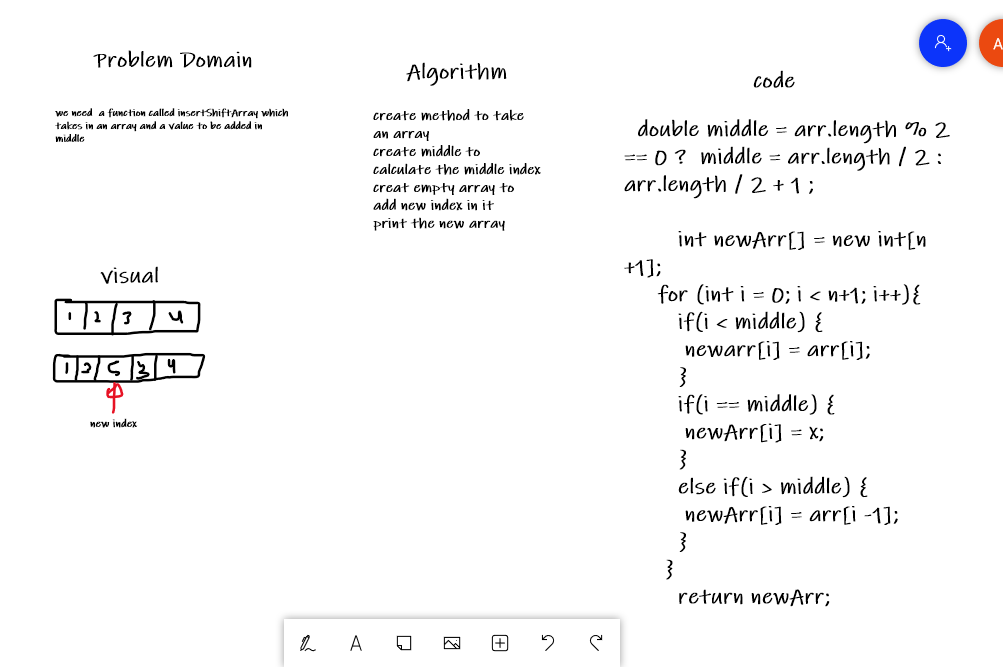 Problem Domain
we need a function called insertShiftArray which
takes in an array and a value to be added in
middle
Algorithm
create method to take
an array
create middle to
calculate the middle index
creat empty array to
add new index in it
print the new array
visual
1 2 3 4
1 2 5 3 4
new index
code
double middle = arr.length % 2
== 0 ? middle = arr.length / 2 :
arr.length / 2 + 1 ;
int newArr[] = new int[n
+1];
for (int i = 0; i < n+1; i++){
if(i < middle) {
newarr[i] = arr[i];
}
if(i == middle) {
newArr[i] = x;
}
else if(i > middle) {
newArr[i] = arr[i -1];
}
}
return newArr;
A
A